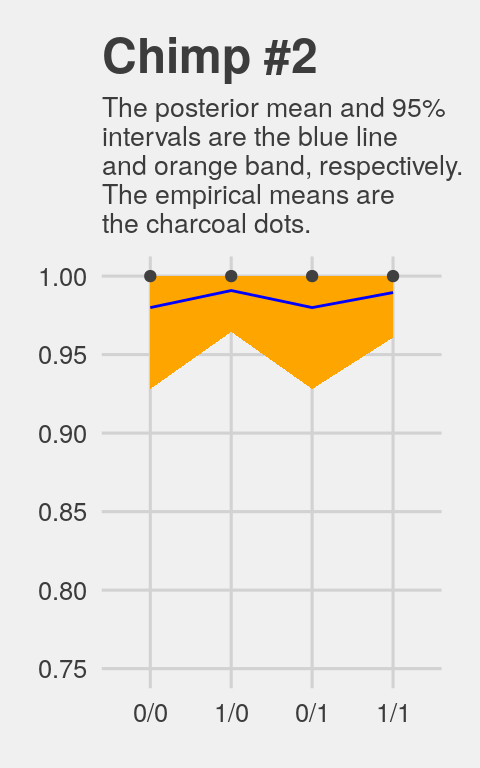 Chimp #2
The posterior mean and 95%
intervals are the blue line
and orange band, respectively.
The empirical means are
the charcoal dots.
1.00
0.95
0.90
0.85
0.80
0.75
0/0 1/0 0/1 1/1